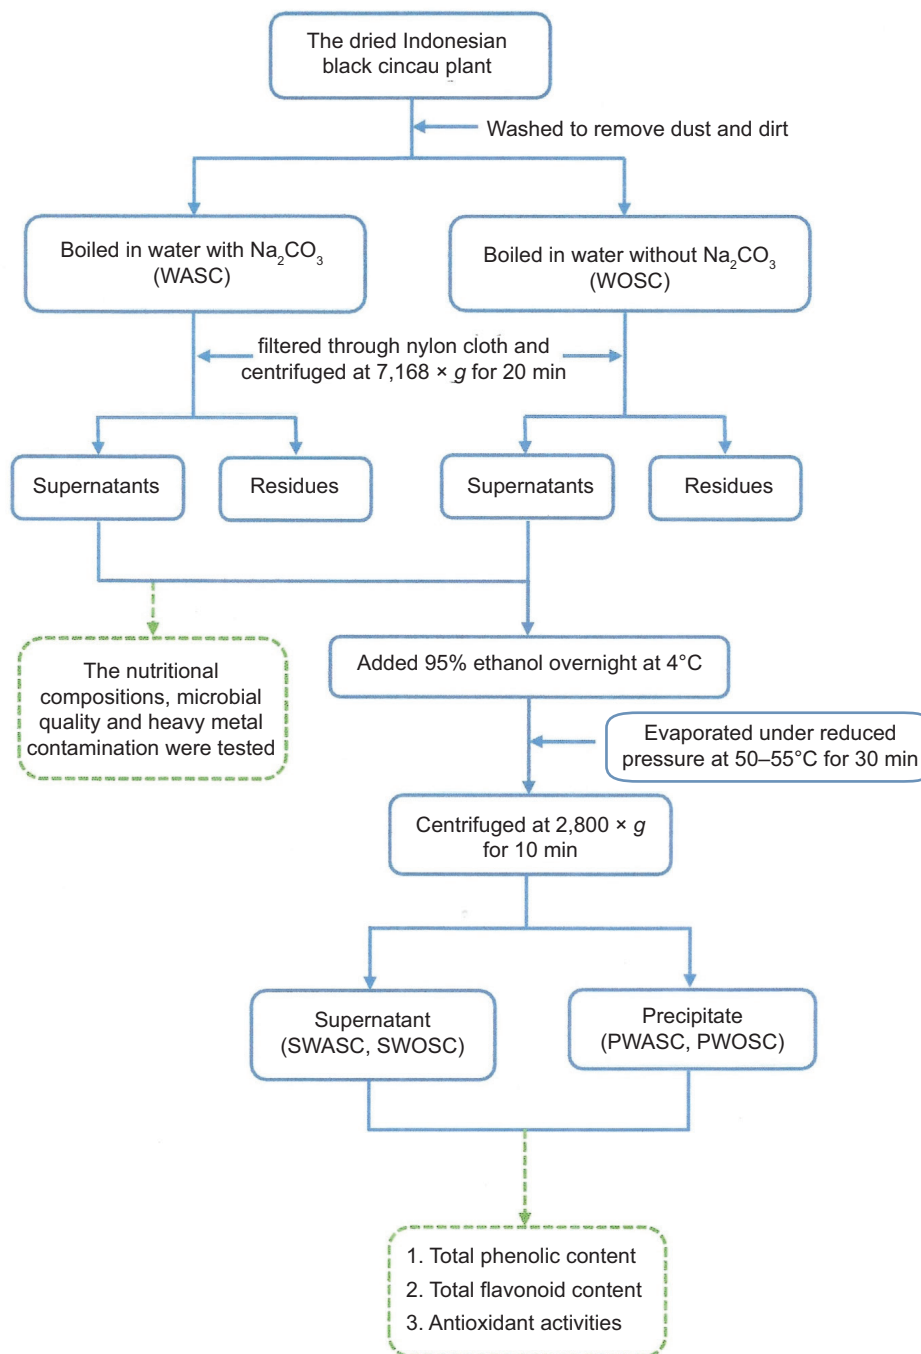 The dried Indonesian
black cincau plant
Washed to remove dust and dirt
Boiled in water with Na₂CO₃
(WASC)
Boiled in water without Na₂CO₃
(WOSC)
filtered through nylon cloth and
centrifuged at 7,168 × g for 20 min
Supernatants
Residues
Supernatants
Residues
The nutritional
compositions, microbial
quality and heavy metal
contamination were tested
Added 95% ethanol overnight at 4°C
Evaporated under reduced
pressure at 50–55°C for 30 min
Centrifuged at 2,800 × g
for 10 min
Supernatant
(SWASC, SWOSC)
Precipitate
(PWASC, PWOSC)
1. Total phenolic content
2. Total flavonoid content
3. Antioxidant activities